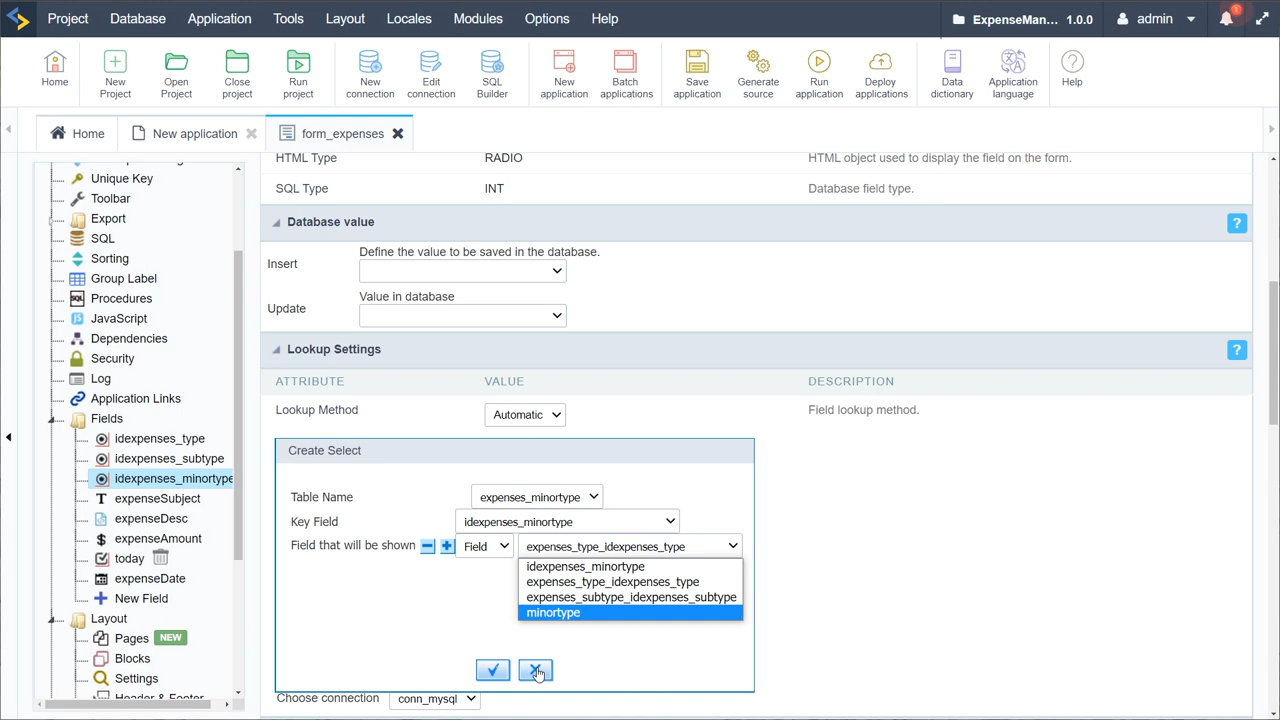 Project Database Application Tools Layout Locales Modules Options Help ExpenseMan... 1.0.0 admin 1
Home New Project Open Project Close project Run project New connection Edit connection SQL Builder New application Batch applications Save application Generate source Run application Deploy applications Data dictionary Application language Help
Home New application form_expenses
HTML Type RADIO HTML object used to display the field on the form.
SQL Type INT Database field type.
Database value ?
Define the value to be saved in the database.
Insert
Value in database
Update
Lookup Settings ?
ATTRIBUTE VALUE DESCRIPTION
Lookup Method Automatic Field lookup method.
Create Select
Table Name expenses_minortype
Key Field idexpenses_minortype
Field that will be shown Field expenses_type_idexpenses_type
idexpenses_minortype
expenses_type_idexpenses_type
expenses_subtype_idexpenses_subtype
minortype
Choose connection conn_mysql
Unique Key
Toolbar
Export
SQL
Sorting
Group Label
Procedures
JavaScript
Dependencies
Security
Log
Application Links
Fields
idexpenses_type
idexpenses_subtype
idexpenses_minortype
expenseSubject
expenseDesc
expenseAmount
today
expenseDate
New Field
Layout
Pages NEW
Blocks
Settings
Header & Footer